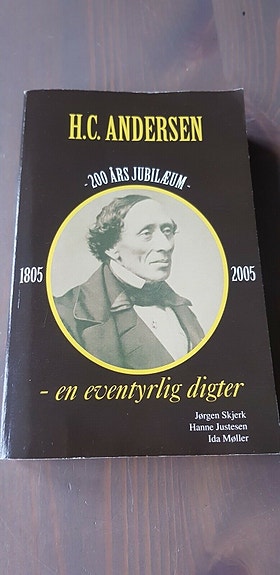 H.C. ANDERSEN
- 200 ÅRS JUBILÆUM -
1805 2005
- en eventyrlig digter
Jørgen Skjerk
Hanne Justesen
Ida Møller